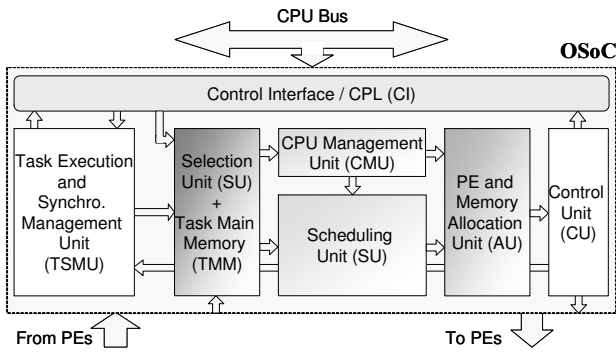 CPU Bus
OSoC
Control Interface / CPL (CI)
Task Execution
and
Synchro.
Management
Unit
(TSMU)
Selection
Unit (SU)
+
Task Main
Memory
(TMM)
CPU Management
Unit (CMU)
Scheduling
Unit (SU)
PE and
Memory
Allocation
Unit (AU)
Control
Unit
(CU)
From PEs
To PEs